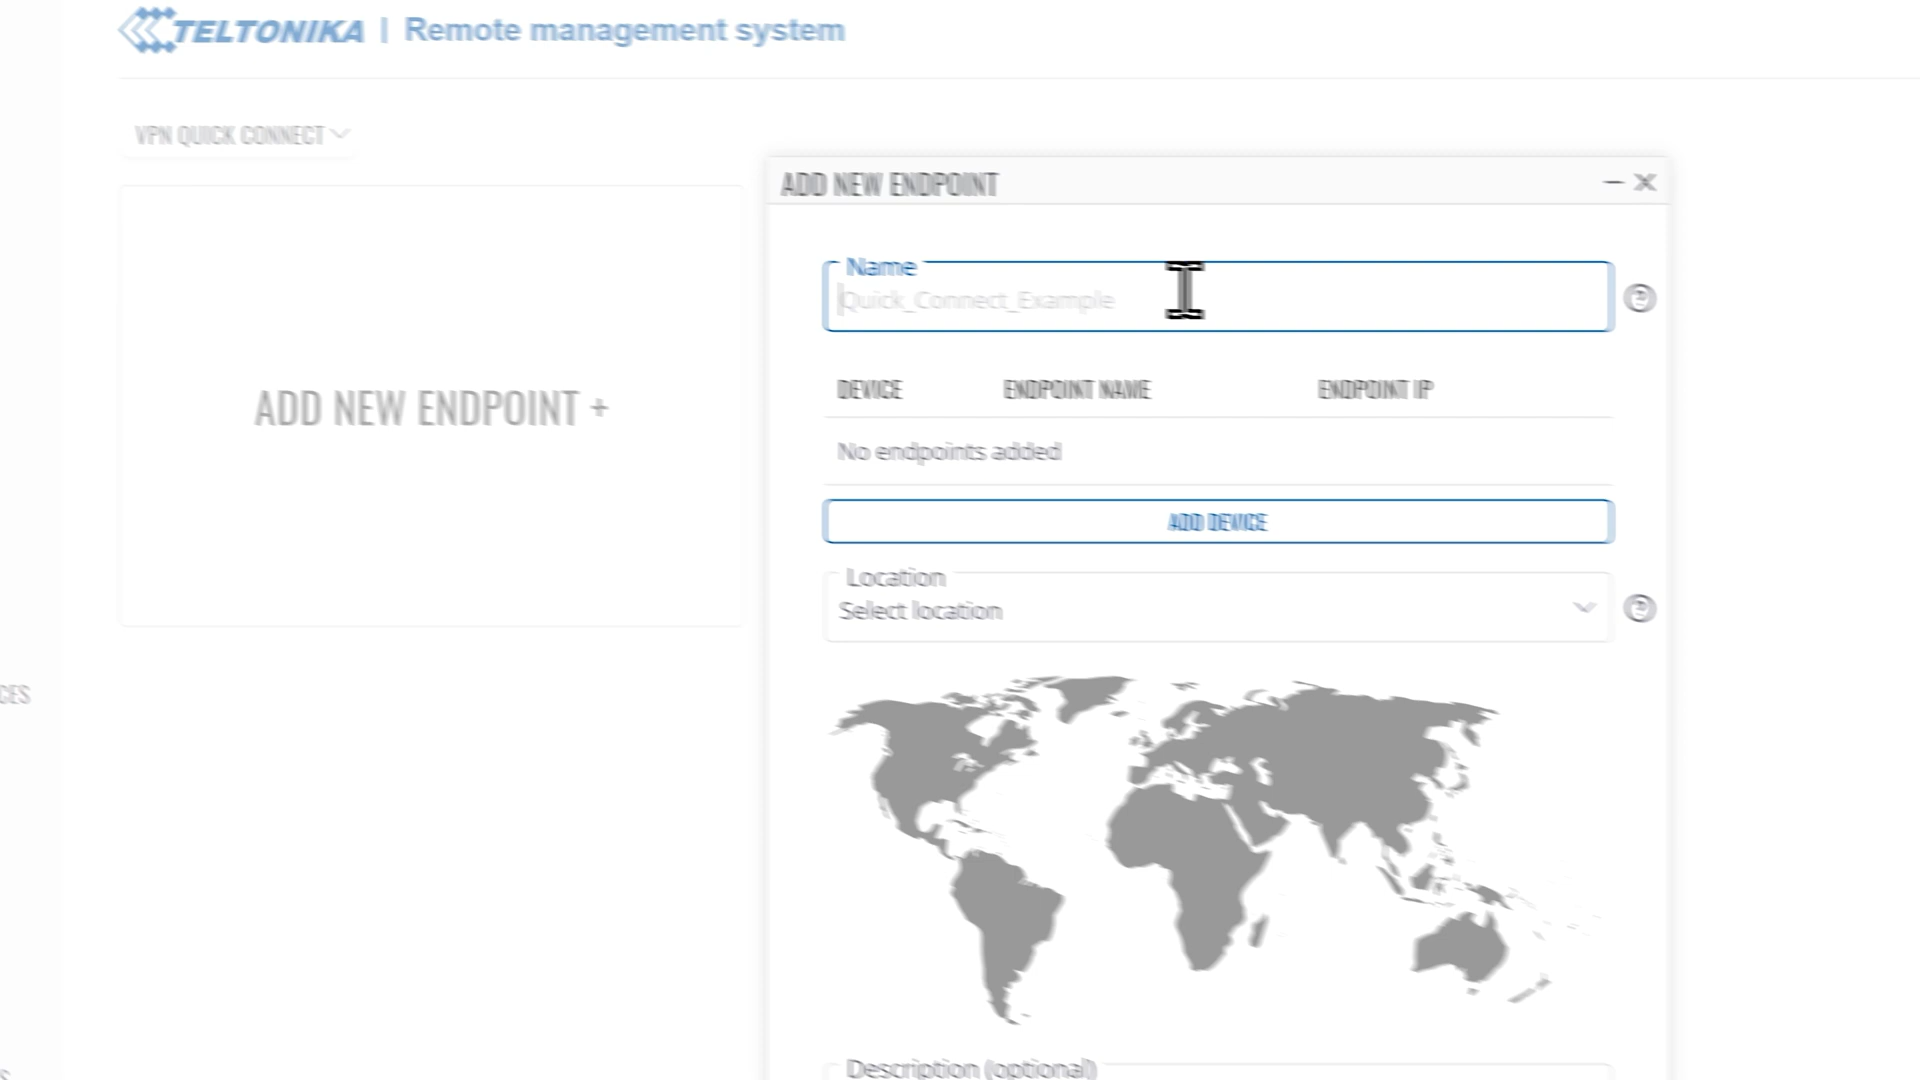 TELTONIKA | Remote management system
VPN QUICK CONNECT
ADD NEW ENDPOINT
Name
Quick_Connect_Example
DEVICE ENDPOINT NAME ENDPOINT IP
ADD NEW ENDPOINT +
No endpoints added
ADD DEVICE
Location
Select location
CES
Description (optional)